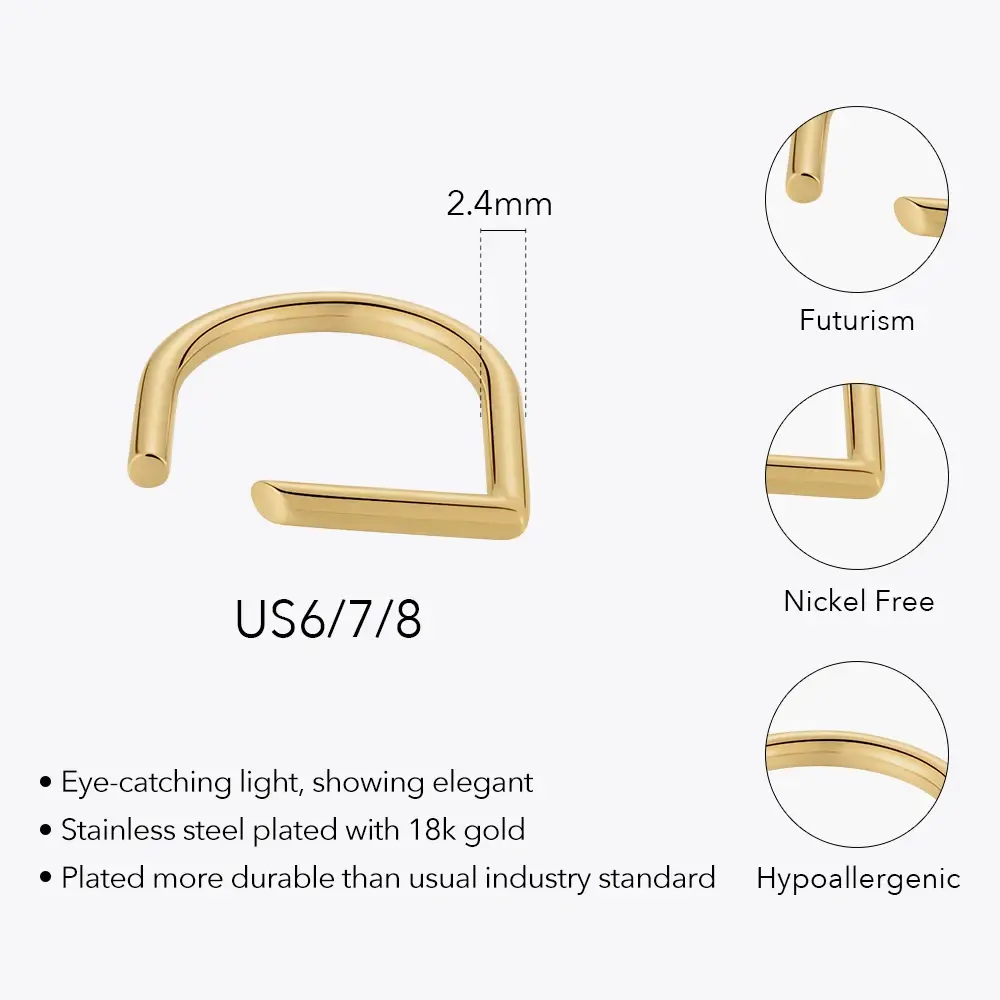 2.4mm
Futurism
Nickel Free
US6/7/8
• Eye-catching light, showing elegant
• Stainless steel plated with 18k gold
• Plated more durable than usual industry standard
Hypoallergenic